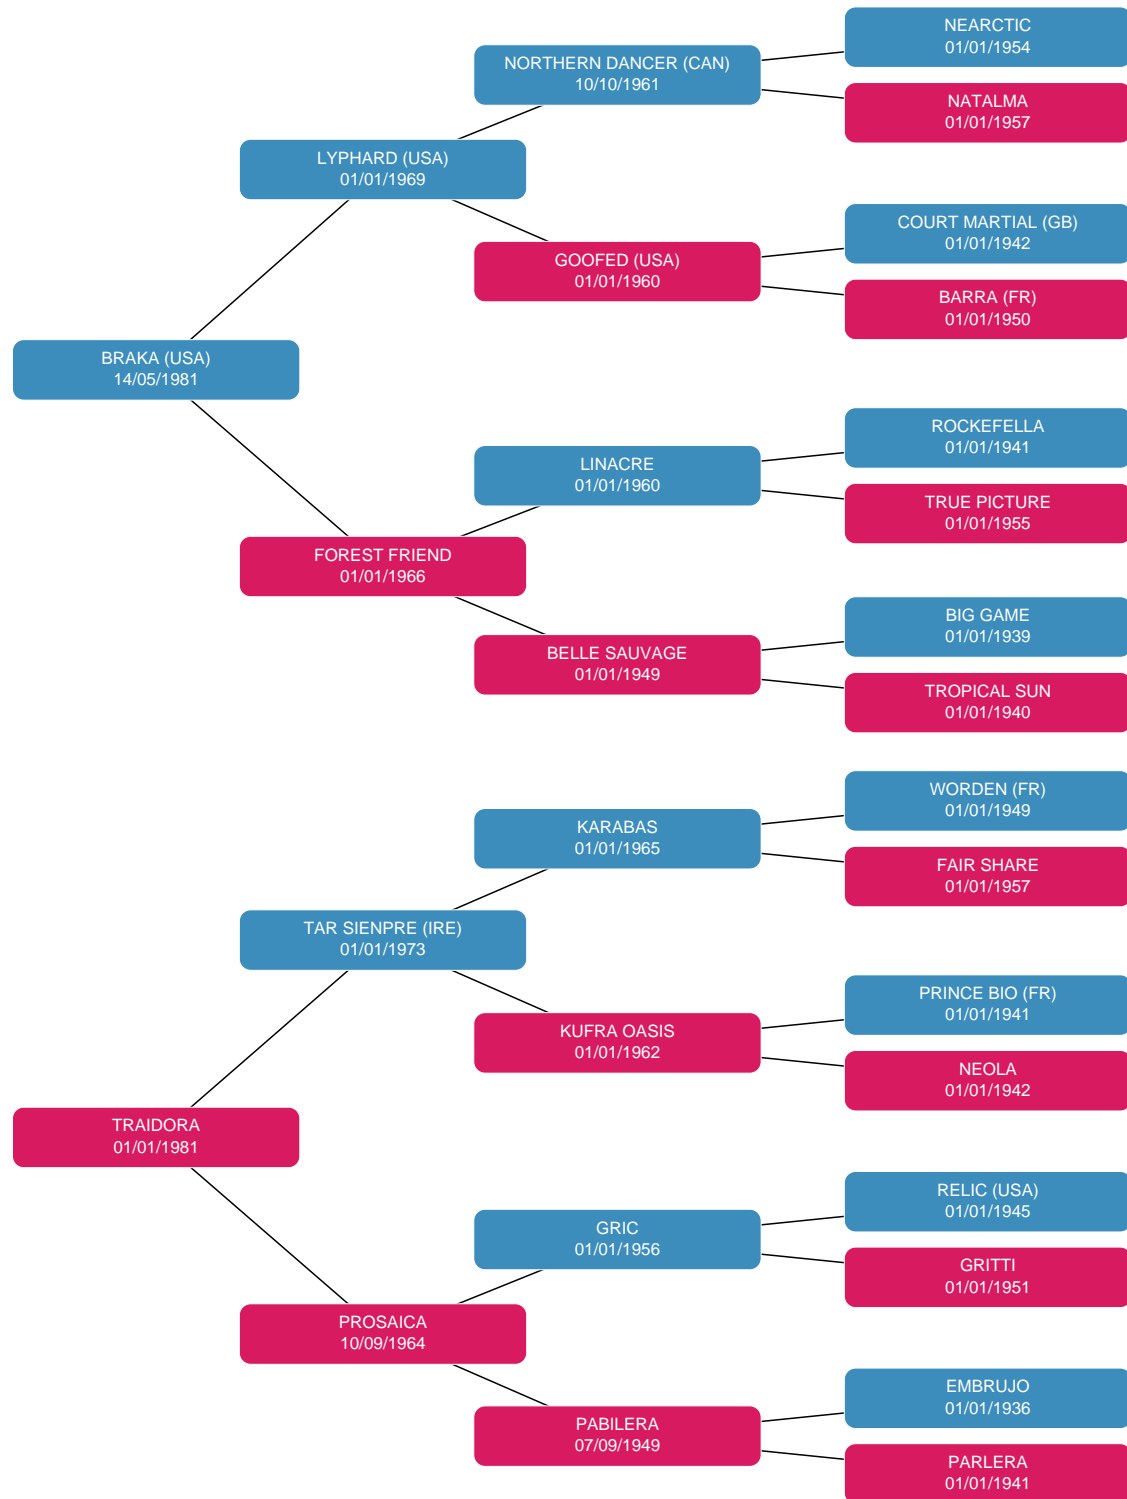 NEARCTIC
01/01/1954
NORTHERN DANCER (CAN)
10/10/1961
NATALMA
01/01/1957
LYPHARD (USA)
01/01/1969
COURT MARTIAL (GB)
01/01/1942
GOOFED (USA)
01/01/1960
BARRA (FR)
01/01/1950
BRAKA (USA)
14/05/1981
ROCKEFELLA
01/01/1941
LINACRE
01/01/1960
TRUE PICTURE
01/01/1955
FOREST FRIEND
01/01/1966
BIG GAME
01/01/1939
BELLE SAUVAGE
01/01/1949
TROPICAL SUN
01/01/1940
WORDEN (FR)
01/01/1949
KARABAS
01/01/1965
FAIR SHARE
01/01/1957
TAR SIENPRE (IRE)
01/01/1973
PRINCE BIO (FR)
01/01/1941
KUFRA OASIS
01/01/1962
NEOLA
01/01/1942
TRAIDORA
01/01/1981
RELIC (USA)
01/01/1945
GRIC
01/01/1956
GRITTI
01/01/1951
PROSAICA
10/09/1964
EMBRUJO
01/01/1936
PABILERA
07/09/1949
PARLERA
01/01/1941